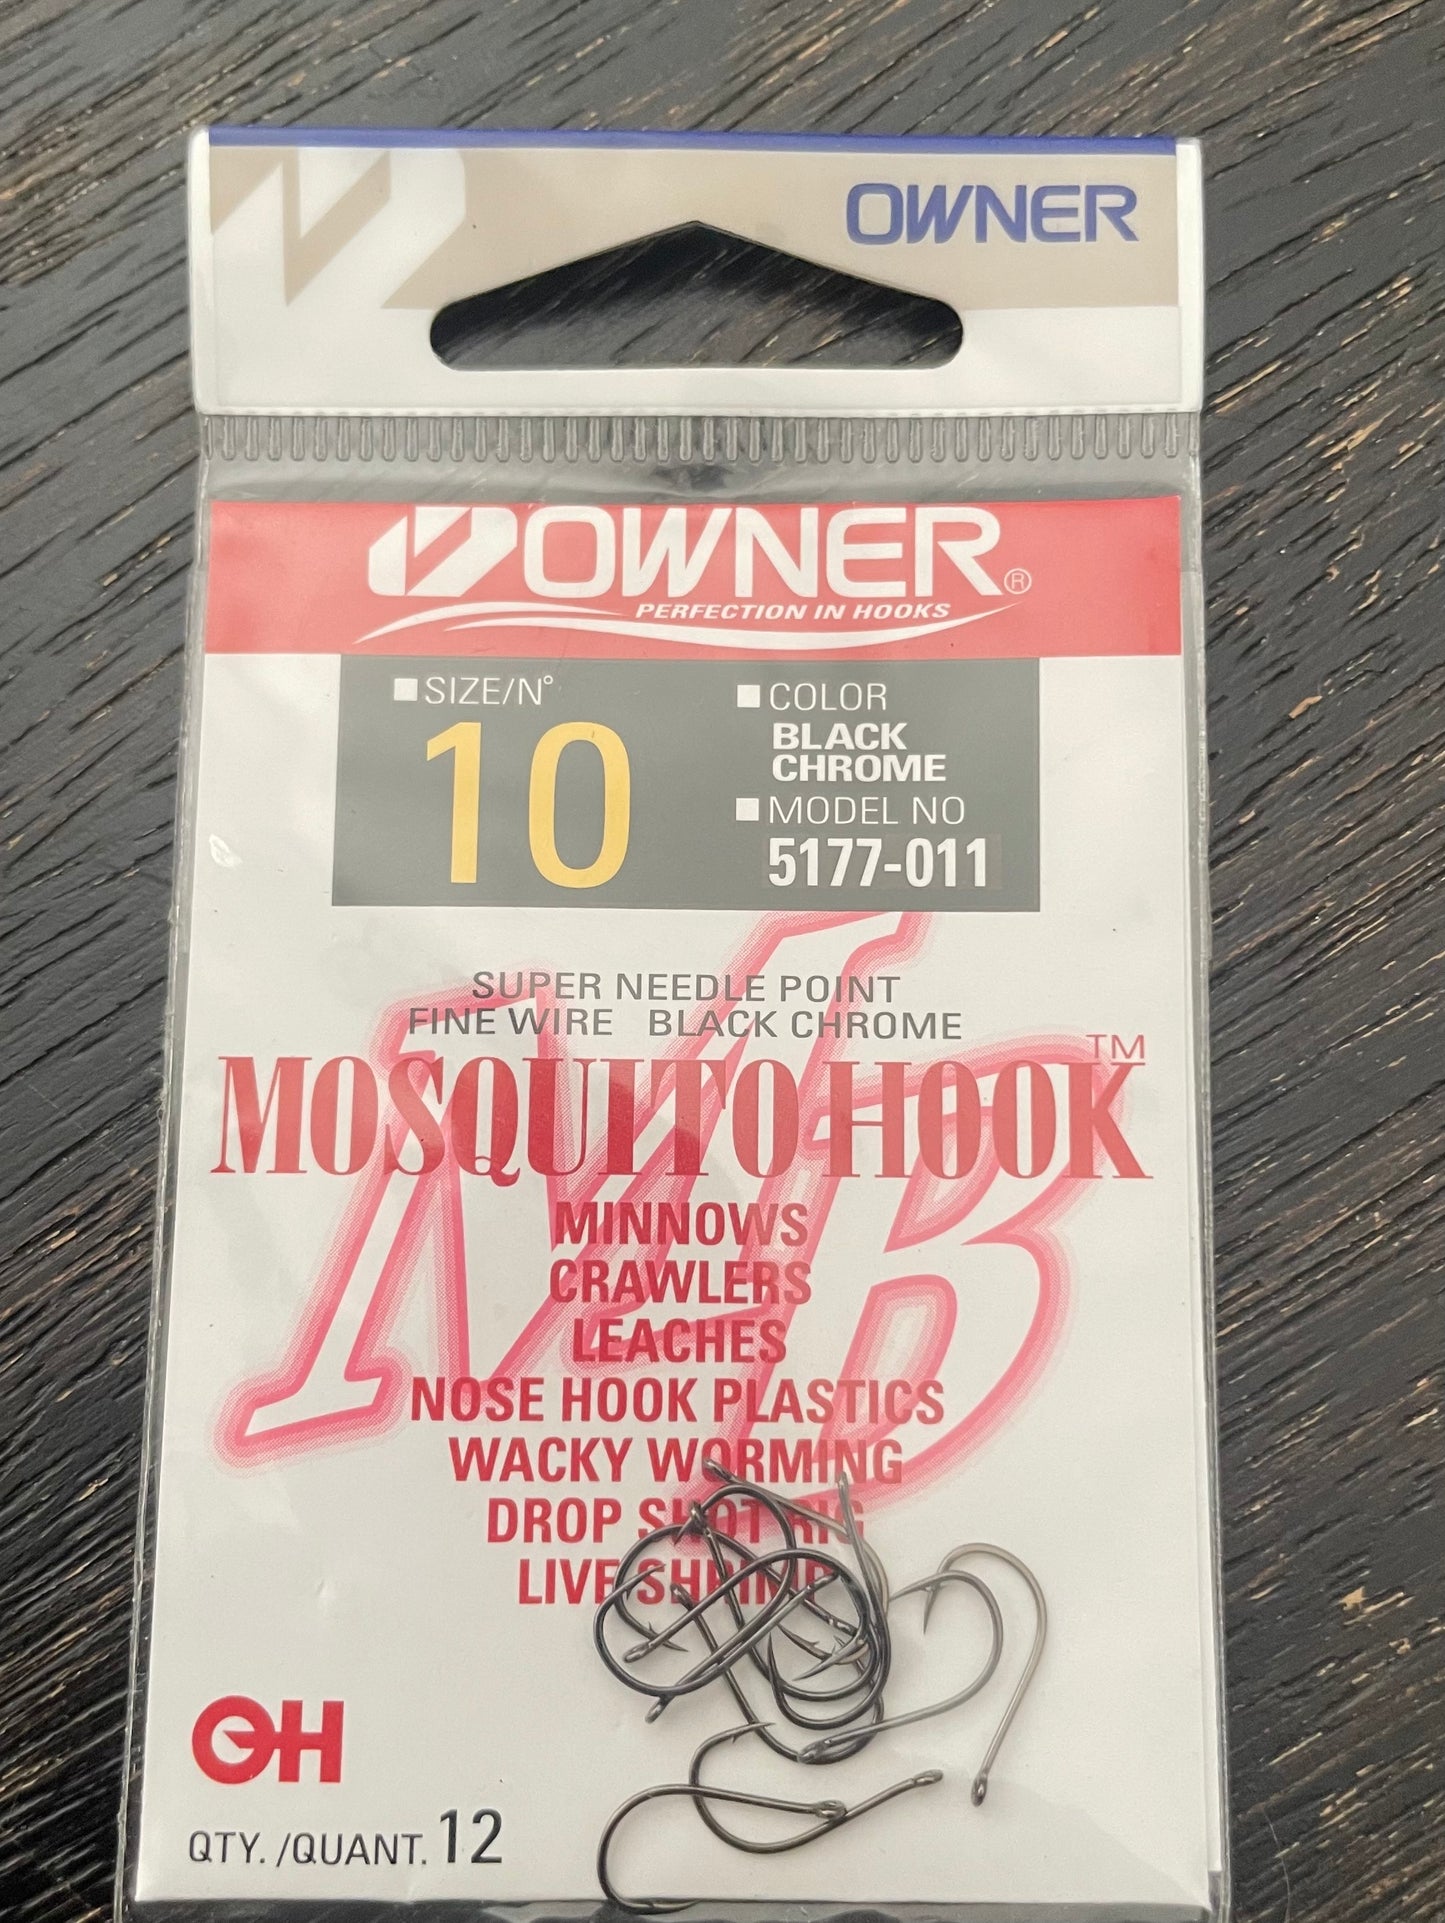 OWNER
OWNER®
PERFECTION IN HOOKS
SIZE/N°
10
COLOR
BLACK
CHROME
MODEL NO
5177-011
SUPER NEEDLE POINT
FINE WIRE BLACK CHROME
MOSQUITO HOOK™
MINNOWS
CRAWLERS
LEACHES
NOSE HOOK PLASTICS
WACKY WORMING
DROP SHOT RIG
LIVE SHRIMP
OH
QTY. /QUANT. 12